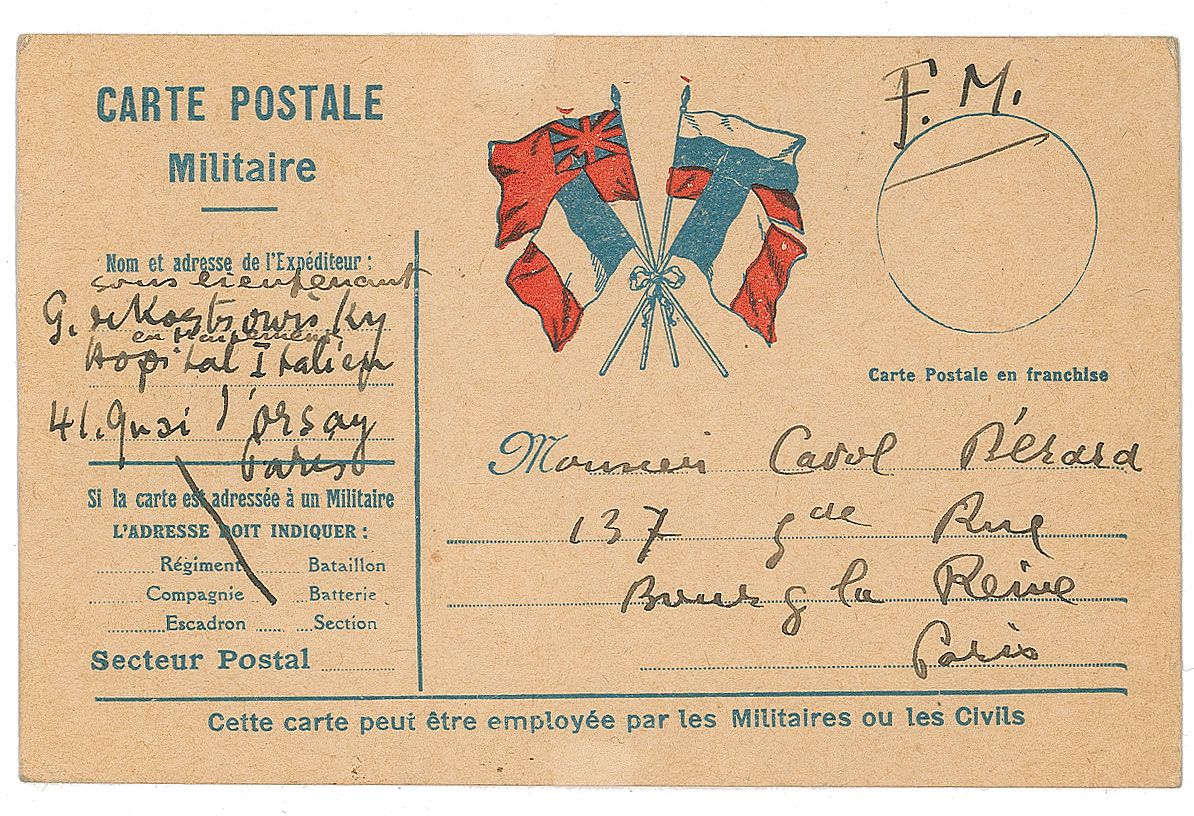 CARTE POSTALE
Militaire
F. M.
Nom et adresse de l'Expéditeur :
sous lieutenant
G. de Kostrowitzky
en traitement
Hopital Italien
41. Quai d'Orsay
Paris
Si la carte est adressée à un Militaire
L'ADRESSE DOIT INDIQUER :
Régiment Bataillon
Compagnie Batterie
Escadron Section
Secteur Postal
Carte Postale en franchise
Monsieur Carol Bérard
137 gde Rue
Bourg la Reine
Paris
Cette carte peut être employée par les Militaires ou les Civils